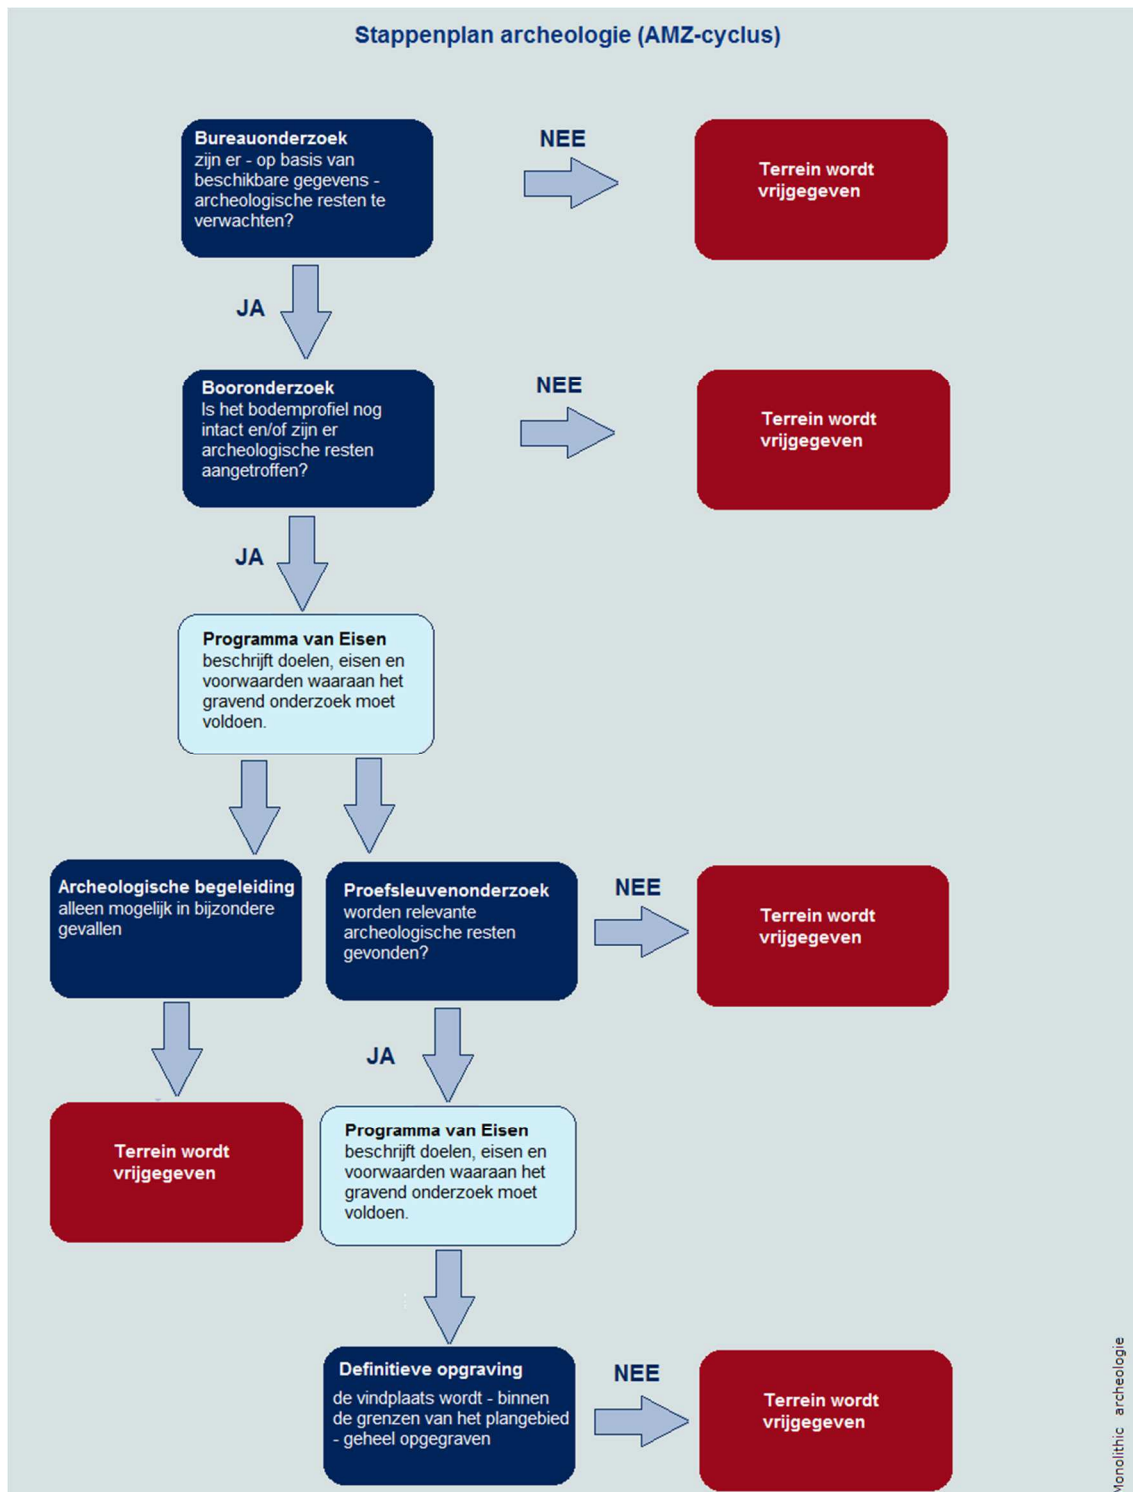 Stappenplan archeologie (AMZ-cyclus)
Bureauonderzoek
zijn er - op basis van
beschikbare gegevens -
archeologische resten te
verwachten?
NEE
Terrein wordt
vrijgegeven
JA
Booronderzoek
Is het bodemprofiel nog
intact en/of zijn er
archeologische resten
aangetroffen?
NEE
Terrein wordt
vrijgegeven
JA
Programma van Eisen
beschrijft doelen, eisen en
voorwaarden waaraan het
gravend onderzoek moet
voldoen.
Archeologische begeleiding
alleen mogelijk in bijzondere
gevallen
Proefsleuvenonderzoek
worden relevante
archeologische resten
gevonden?
NEE
Terrein wordt
vrijgegeven
JA
Terrein wordt
vrijgegeven
Programma van Eisen
beschrijft doelen, eisen en
voorwaarden waaraan het
gravend onderzoek moet
voldoen.
Definitieve opgraving
de vindplaats wordt - binnen
de grenzen van het plangebied
- geheel opgegraven
NEE
Terrein wordt
vrijgegeven
Monolithic archeologie